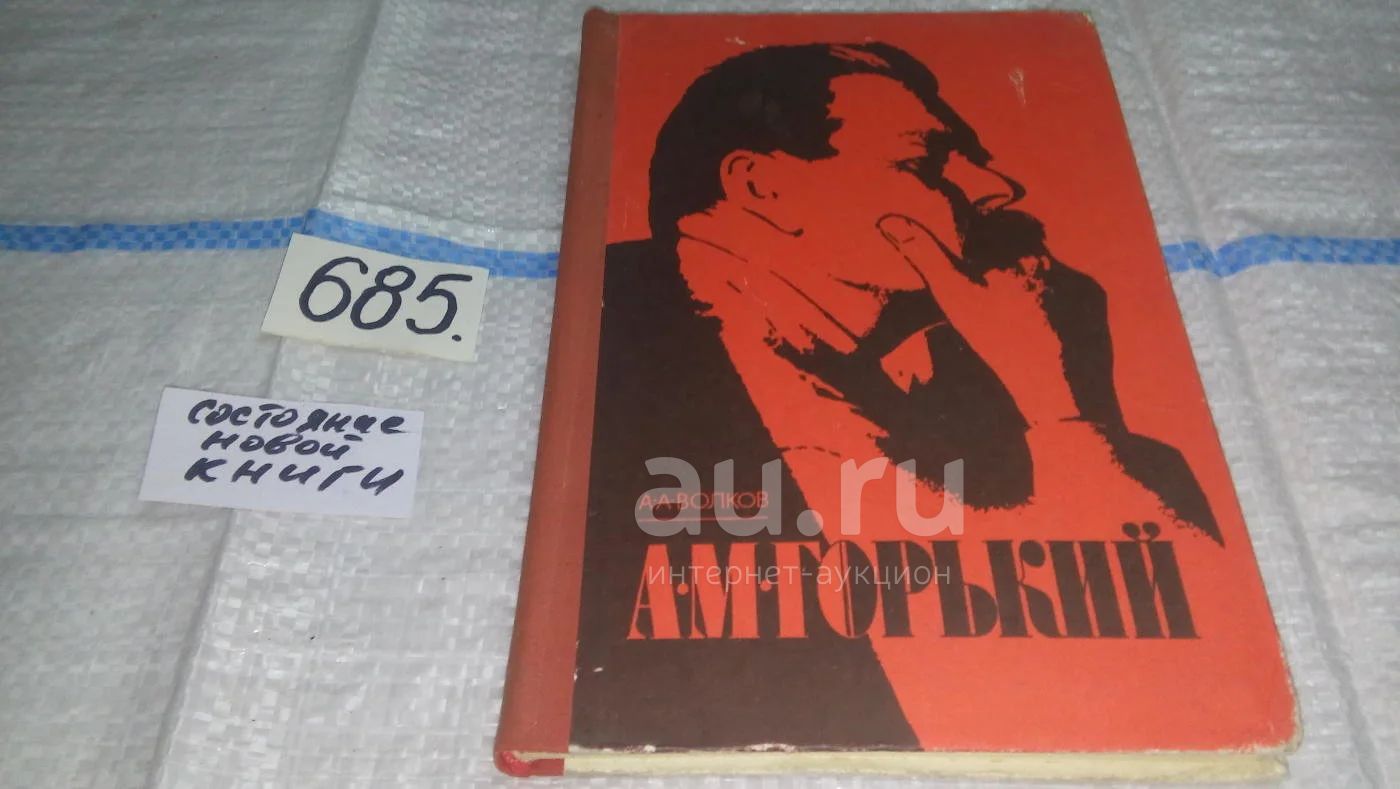 685.
состояние
новой
книги
А·А·ВОЛКОВ
А·М·ГОРЬКИЙ
au.ru
интернет-аукцион